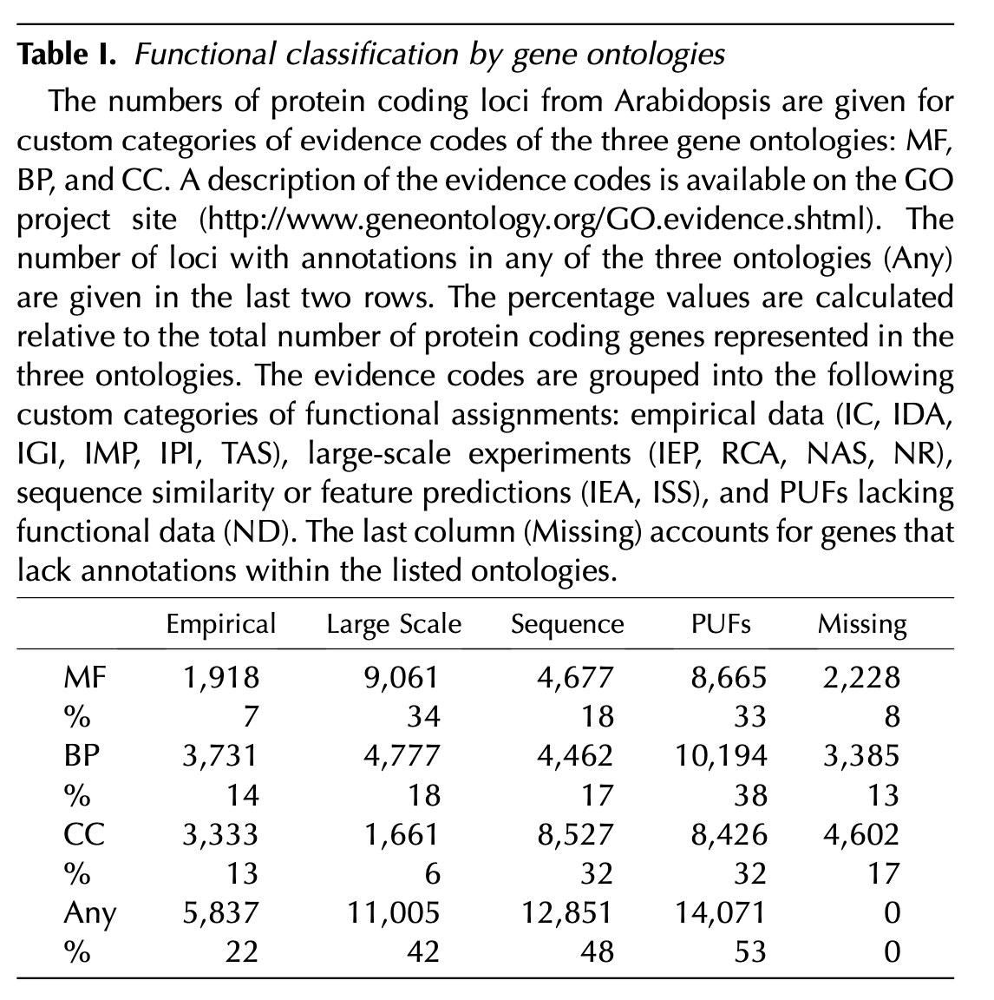 Table I. Functional classification by gene ontologies
The numbers of protein coding loci from Arabidopsis are given for
custom categories of evidence codes of the three gene ontologies: MF,
BP, and CC. A description of the evidence codes is available on the GO
project site (http://www.geneontology.org/GO.evidence.shtml). The
number of loci with annotations in any of the three ontologies (Any)
are given in the last two rows. The percentage values are calculated
relative to the total number of protein coding genes represented in the
three ontologies. The evidence codes are grouped into the following
custom categories of functional assignments: empirical data (IC, IDA,
IGI, IMP, IPI, TAS), large-scale experiments (IEP, RCA, NAS, NR),
sequence similarity or feature predictions (IEA, ISS), and PUFs lacking
functional data (ND). The last column (Missing) accounts for genes that
lack annotations within the listed ontologies.
Empirical Large Scale Sequence PUFs Missing
MF 1,918 9,061 4,677 8,665 2,228
% 7 34 18 33 8
BP 3,731 4,777 4,462 10,194 3,385
% 14 18 17 38 13
CC 3,333 1,661 8,527 8,426 4,602
% 13 6 32 32 17
Any 5,837 11,005 12,851 14,071 0
% 22 42 48 53 0